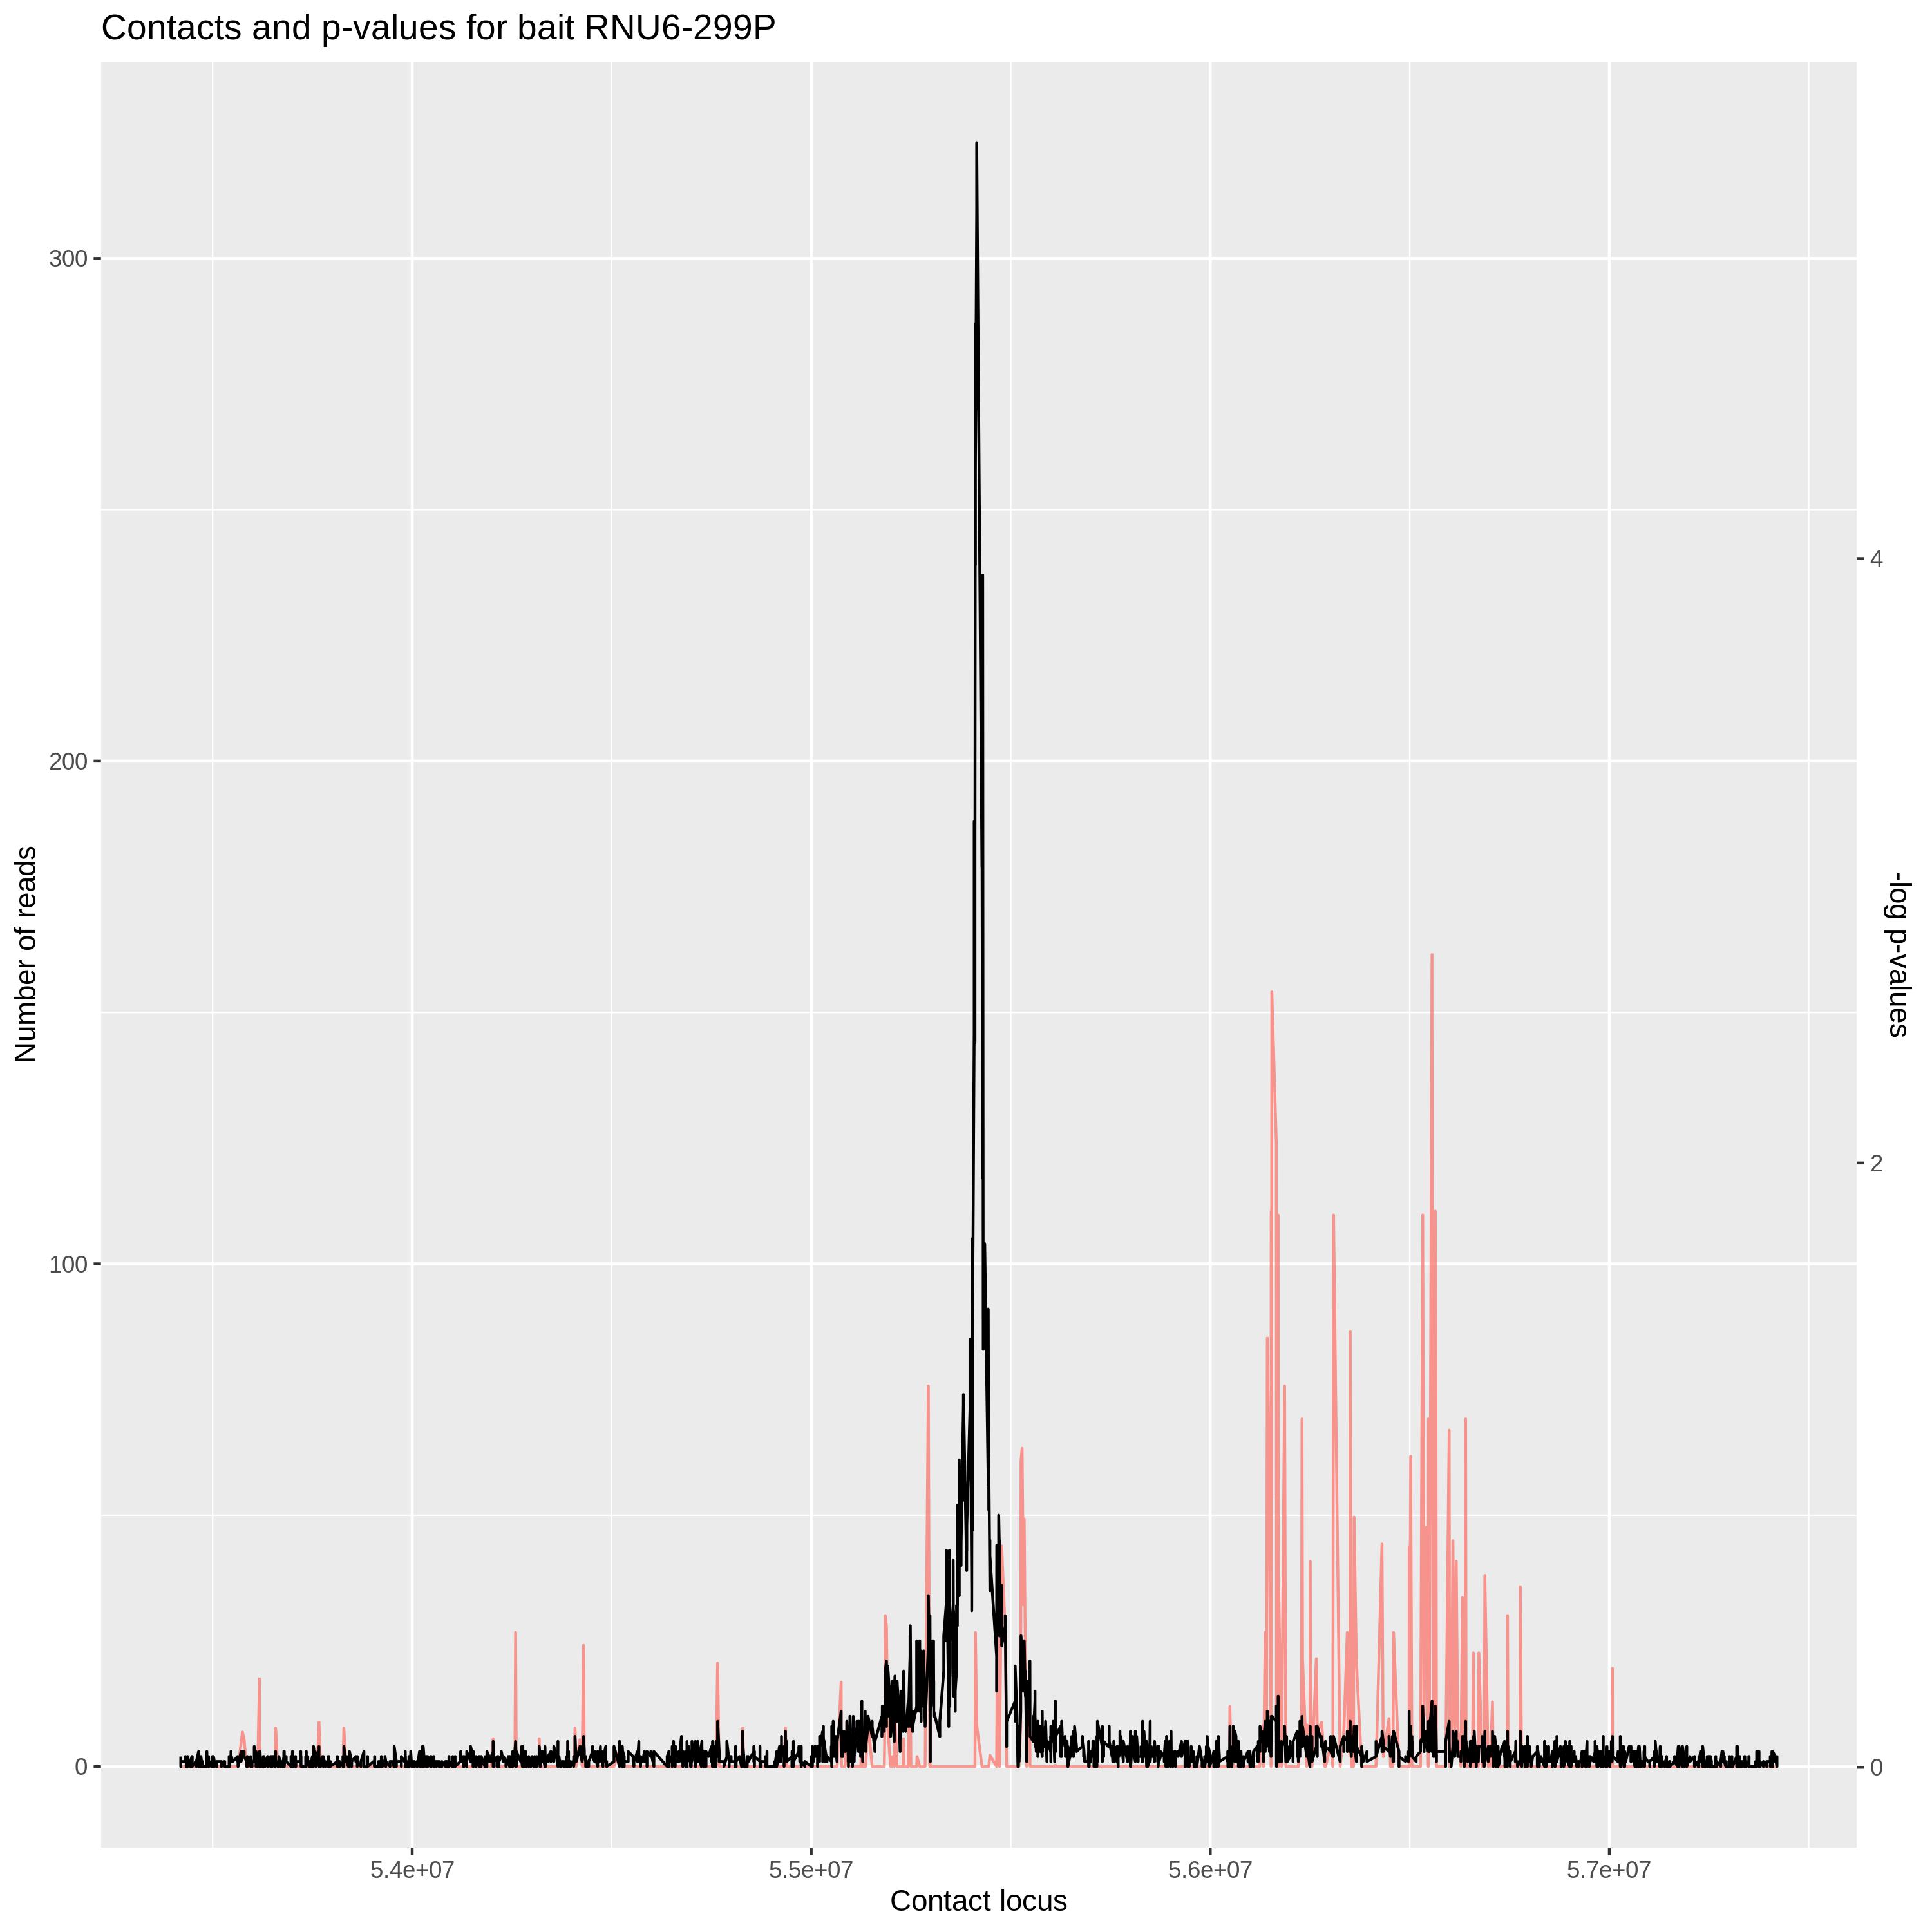 Contacts and p-values for bait RNU6-299P
300
200
100
0
Number of reads
4
2
0
-log p-values
5.4e+07
5.5e+07
5.6e+07
5.7e+07
Contact locus